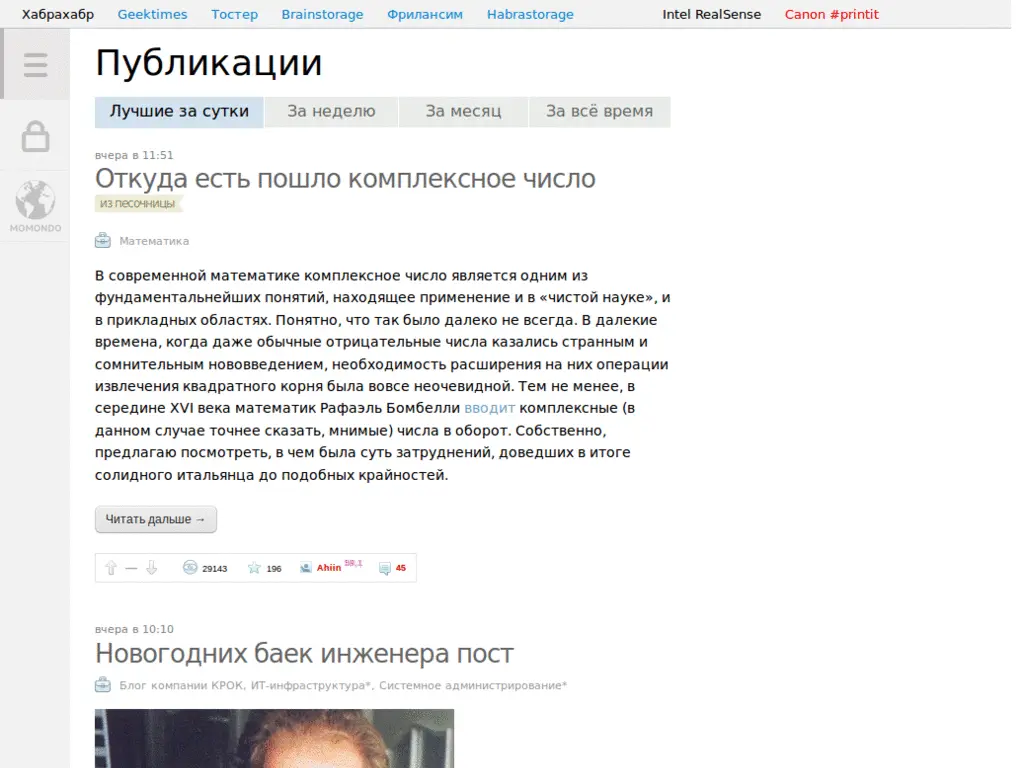 Хабрахабр Geektimes Тостер Brainstorage Фрилансим Habrastorage Intel RealSense Canon #printit
Публикации
Лучшие за сутки За неделю За месяц За всё время
вчера в 11:51
Откуда есть пошло комплексное число
из песочницы
MOMONDO
Математика
В современной математике комплексное число является одним из
фундаментальнейших понятий, находящее применение и в «чистой науке», и
в прикладных областях. Понятно, что так было далеко не всегда. В далекие
времена, когда даже обычные отрицательные числа казались странным и
сомнительным нововведением, необходимость расширения на них операции
извлечения квадратного корня была вовсе неочевидной. Тем не менее, в
середине XVI века математик Рафаэль Бомбелли вводит комплексные (в
данном случае точнее сказать, мнимые) числа в оборот. Собственно,
предлагаю посмотреть, в чем была суть затруднений, доведших в итоге
солидного итальянца до подобных крайностей.
Читать дальше →
— 29143 196 Ahiin 45
вчера в 10:10
Новогодних баек инженера пост
Блог компании КРОК, ИТ-инфраструктура*, Системное администрирование*